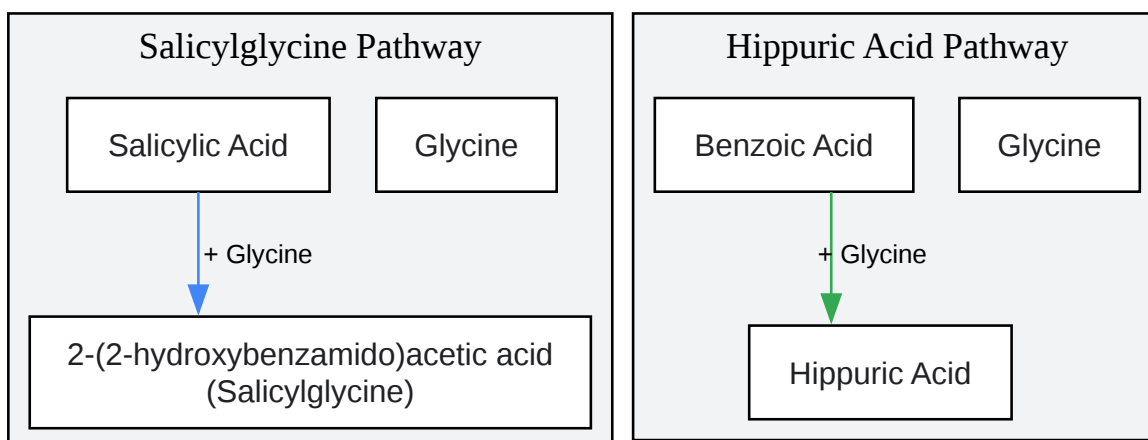 Salicylglycine Pathway
Salicylic Acid
Glycine
+ Glycine
2-(2-hydroxybenzamido)acetic acid
(Salicylglycine)
Hippuric Acid Pathway
Benzoic Acid
Glycine
+ Glycine
Hippuric Acid